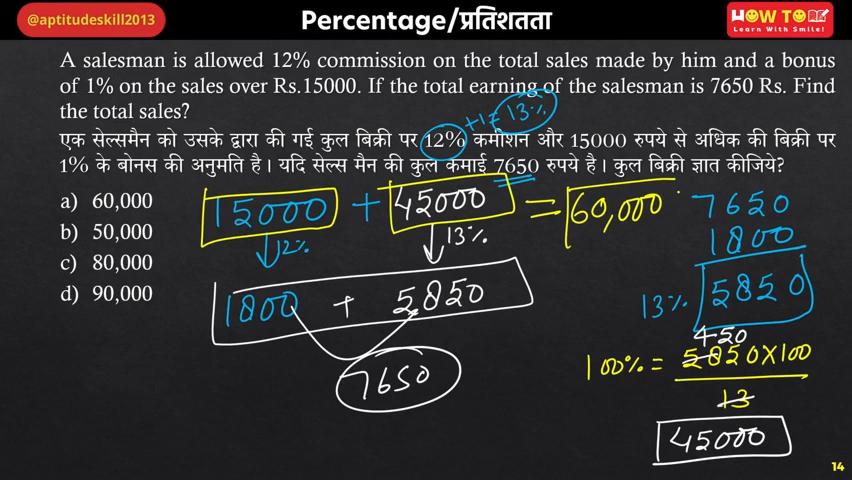 @aptitudeskill2013
Percentage/प्रतिशतता
HOW TO
Learn With Smile!
A salesman is allowed 12% commission on the total sales made by him and a bonus
of 1% on the sales over Rs.15000. If the total earning of the salesman is 7650 Rs. Find
the total sales?
+1 = 13%
एक सेल्समैन को उसके द्वारा की गई कुल बिक्री पर 12% कमीशन और 15000 रुपये से अधिक की बिक्री पर
1% के बोनस की अनुमति है। यदि सेल्स मैन की कुल कमाई 7650 रुपये है। कुल बिक्री ज्ञात कीजिये?
a) 60,000
b) 50,000
c) 80,000
d) 90,000
15000 + 45000 = 60,000
12% 13%
1800 + 5850
7650
7650
1800
13% 5850
450
100% = 5850×100
13
45000
14